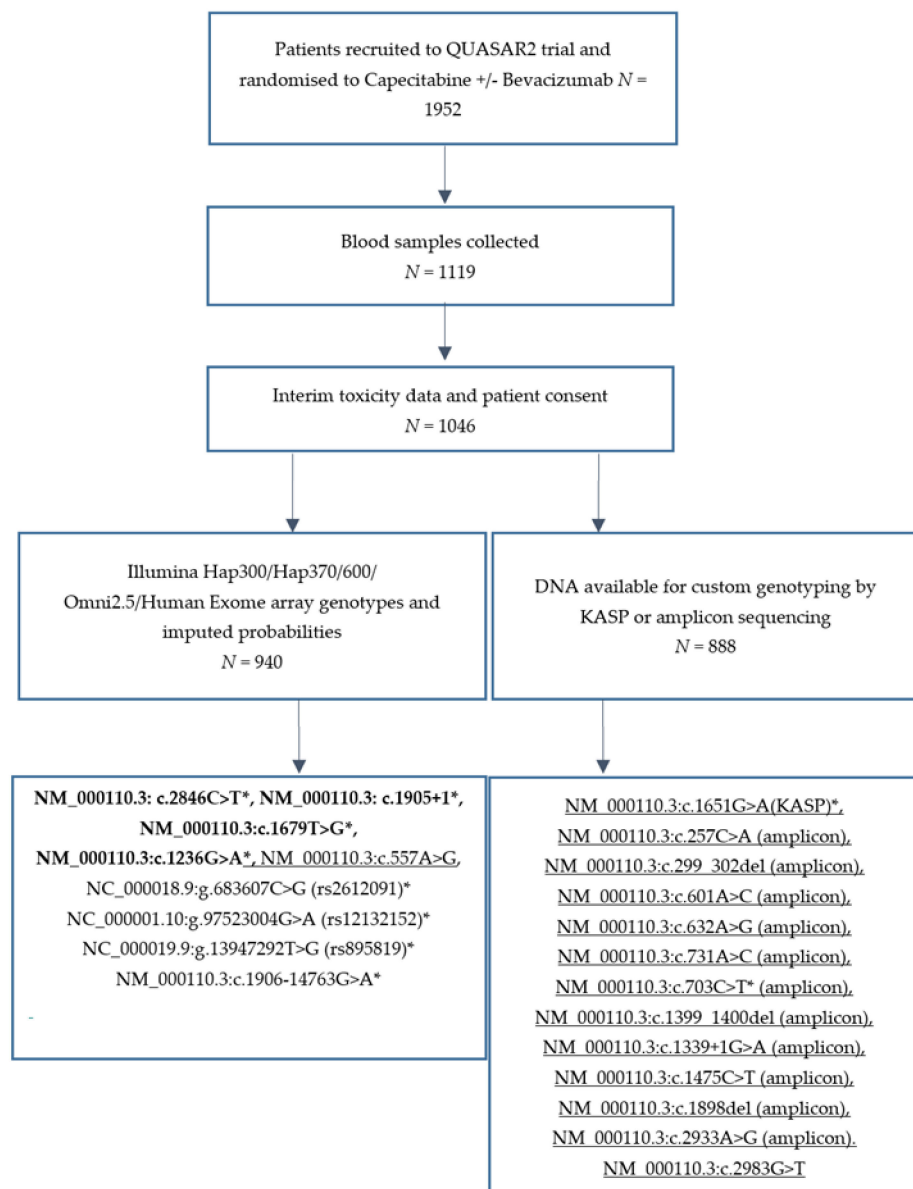 Patients recruited to QUASAR2 trial and
randomised to Capecitabine +/- Bevacizumab N =
1952
Blood samples collected
N = 1119
Interim toxicity data and patient consent
N = 1046
Illumina Hap300/Hap370/600/
Omni2.5/Human Exome array genotypes and
imputed probabilities
N = 940
DNA available for custom genotyping by
KASP or amplicon sequencing
N = 888
NM_000110.3: c.2846C>T*, NM_000110.3: c.1905+1*,
NM_000110.3:c.1679T>G*,
NM_000110.3:c.1236G>A*, NM_000110.3:c.557A>G,
NC_000018.9:g.683607C>G (rs2612091)*
NC_000001.10:g.97523004G>A (rs12132152)*
NC_000019.9:g.13947292T>G (rs895819)*
NM_000110.3:c.1906-14763G>A*
NM_000110.3:c.1651G>A(KASP)*,
NM_000110.3:c.257C>A (amplicon),
NM_000110.3:c.299_302del (amplicon),
NM_000110.3:c.601A>C (amplicon),
NM_000110.3:c.632A>G (amplicon),
NM_000110.3:c.731A>C (amplicon),
NM_000110.3:c.703C>T* (amplicon),
NM_000110.3:c.1399_1400del (amplicon),
NM_000110.3:c.1339+1G>A (amplicon),
NM_000110.3:c.1475C>T (amplicon),
NM_000110.3:c.1898del (amplicon),
NM_000110.3:c.2933A>G (amplicon).
NM_000110.3:c.2983G>T